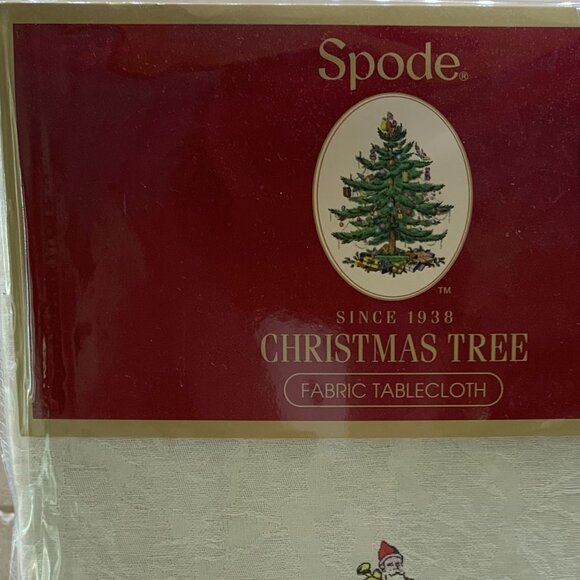 Spode®
™
SINCE 1938
CHRISTMAS TREE
FABRIC TABLECLOTH